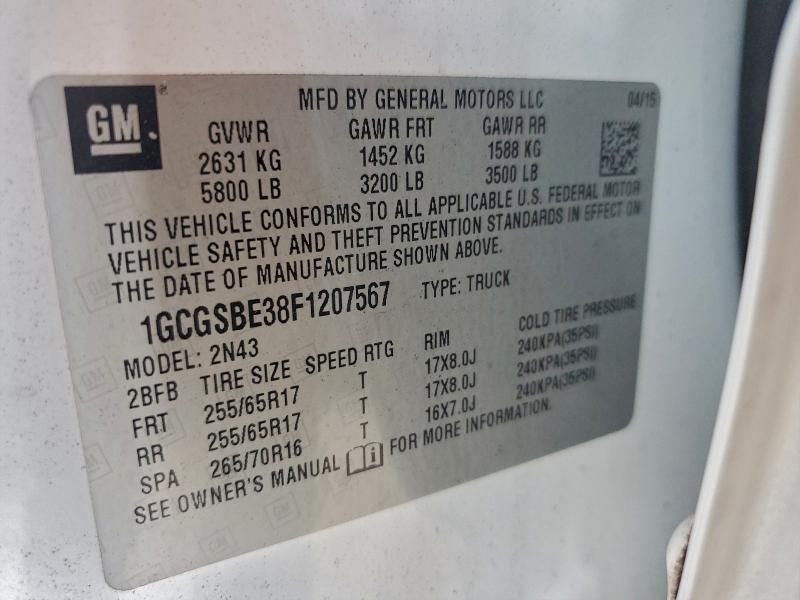 GM
MFD BY GENERAL MOTORS LLC 04/15
GVWR GAWR FRT GAWR RR
2631 KG 1452 KG 1588 KG
5800 LB 3200 LB 3500 LB
THIS VEHICLE CONFORMS TO ALL APPLICABLE U.S. FEDERAL MOTOR
VEHICLE SAFETY AND THEFT PREVENTION STANDARDS IN EFFECT ON
THE DATE OF MANUFACTURE SHOWN ABOVE.
1GCGSBE38F1207567 TYPE: TRUCK
MODEL: 2N43
2BFB TIRE SIZE SPEED RTG RIM COLD TIRE PRESSURE
FRT 255/65R17 T 17X8.0J 240KPA(35PSI)
RR 255/65R17 T 17X8.0J 240KPA(35PSI)
SPA 265/70R16 T 16X7.0J 240KPA(35PSI)
SEE OWNER'S MANUAL FOR MORE INFORMATION.